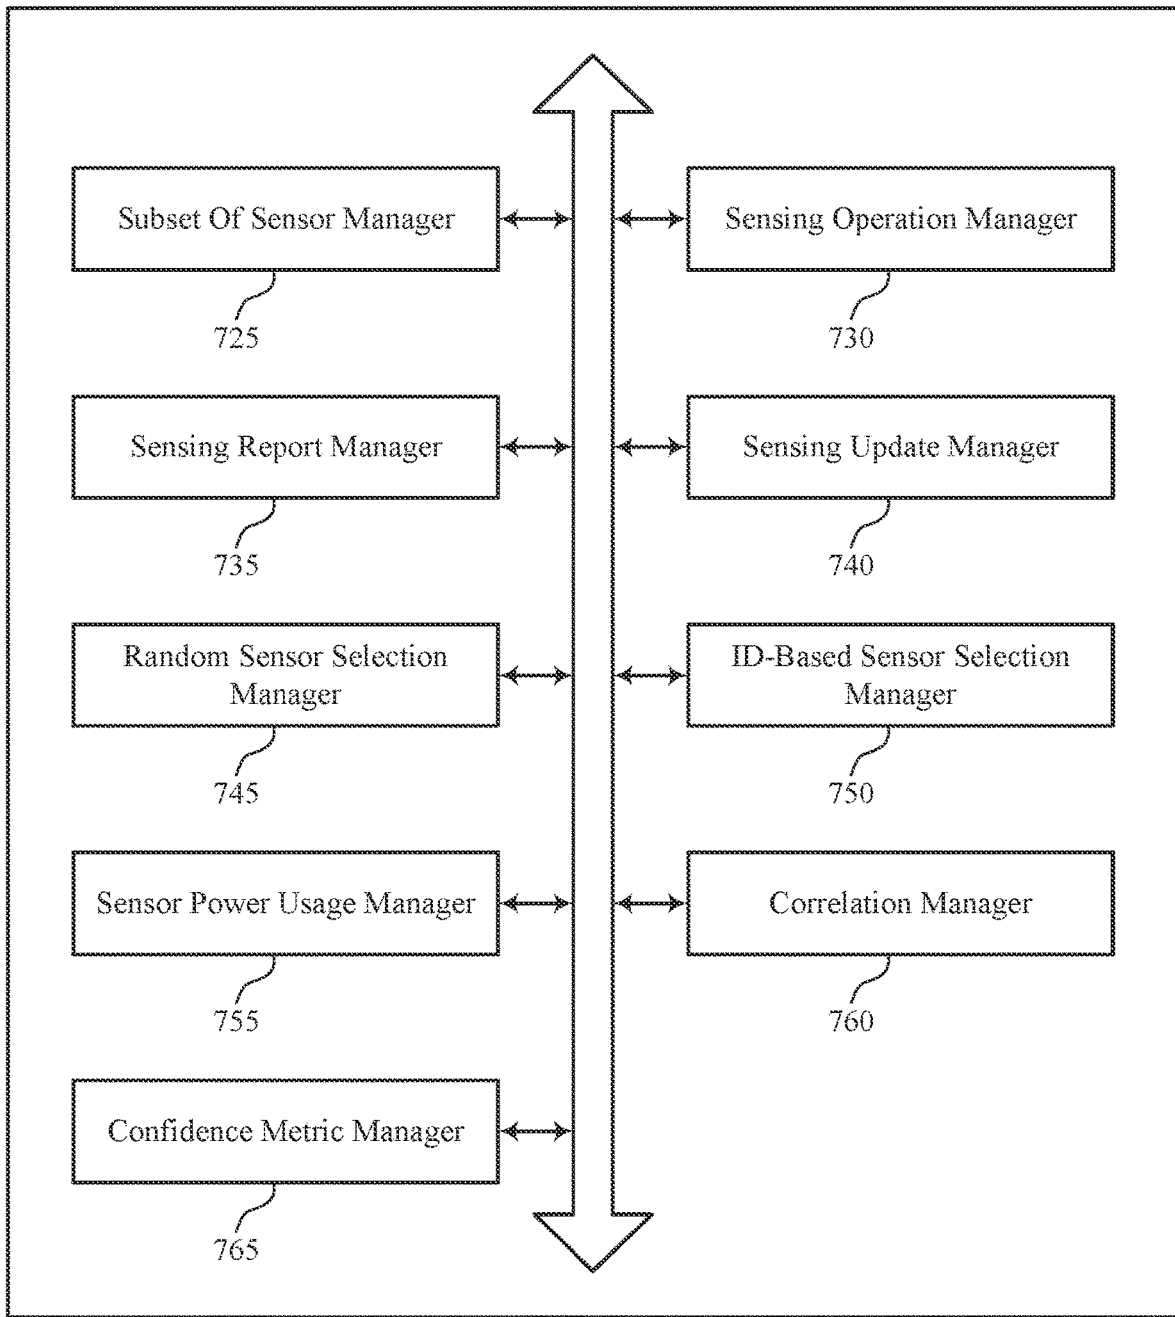 Subset Of Sensor Manager
725
Sensing Operation Manager
730
Sensing Report Manager
735
Sensing Update Manager
740
Random Sensor Selection
Manager
745
ID-Based Sensor Selection
Manager
750
Sensor Power Usage Manager
755
Correlation Manager
760
Confidence Metric Manager
765